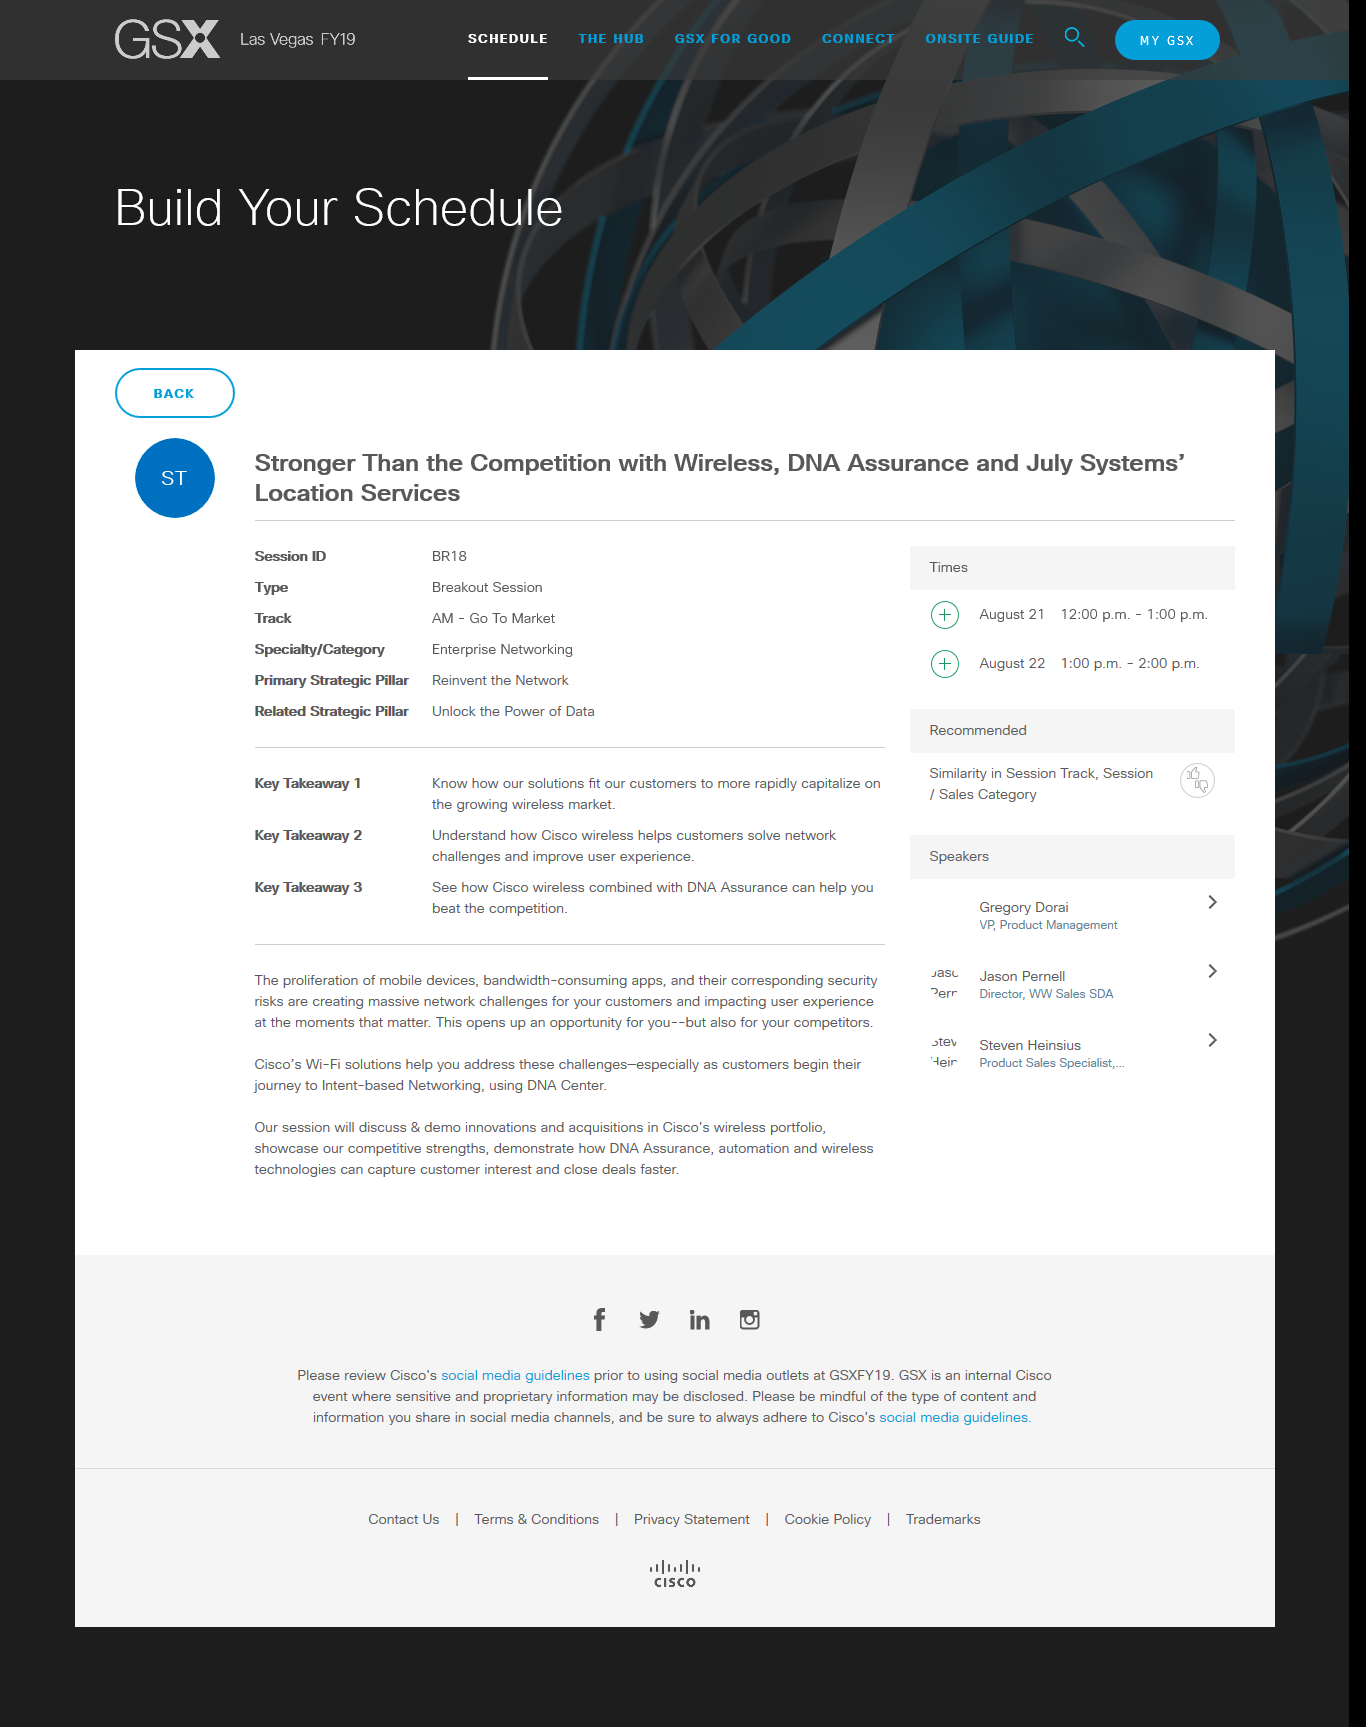 GSX Las Vegas FY19
SCHEDULE THE HUB GSX FOR GOOD CONNECT ONSITE GUIDE MY GSX
Build Your Schedule
BACK
ST
Stronger Than the Competition with Wireless, DNA Assurance and July Systems’
Location Services
Session ID BR18
Type Breakout Session
Track AM - Go To Market
Specialty/Category Enterprise Networking
Primary Strategic Pillar Reinvent the Network
Related Strategic Pillar Unlock the Power of Data
Key Takeaway 1 Know how our solutions fit our customers to more rapidly capitalize on
the growing wireless market.
Key Takeaway 2 Understand how Cisco wireless helps customers solve network
challenges and improve user experience.
Key Takeaway 3 See how Cisco wireless combined with DNA Assurance can help you
beat the competition.
The proliferation of mobile devices, bandwidth-consuming apps, and their corresponding security
risks are creating massive network challenges for your customers and impacting user experience
at the moments that matter. This opens up an opportunity for you--but also for your competitors.
Cisco’s Wi-Fi solutions help you address these challenges—especially as customers begin their
journey to Intent-based Networking, using DNA Center.
Our session will discuss & demo innovations and acquisitions in Cisco's wireless portfolio,
showcase our competitive strengths, demonstrate how DNA Assurance, automation and wireless
technologies can capture customer interest and close deals faster.
Times
August 21 12:00 p.m. - 1:00 p.m.
August 22 1:00 p.m. - 2:00 p.m.
Recommended
Similarity in Session Track, Session
/ Sales Category
Speakers
Gregory Dorai
VP, Product Management
Jason Pernell
Director, WW Sales SDA
Steven Heinsius
Product Sales Specialist,...
Please review Cisco's social media guidelines prior to using social media outlets at GSXFY19. GSX is an internal Cisco
event where sensitive and proprietary information may be disclosed. Please be mindful of the type of content and
information you share in social media channels, and be sure to always adhere to Cisco's social media guidelines.
Contact Us | Terms & Conditions | Privacy Statement | Cookie Policy | Trademarks
CISCO